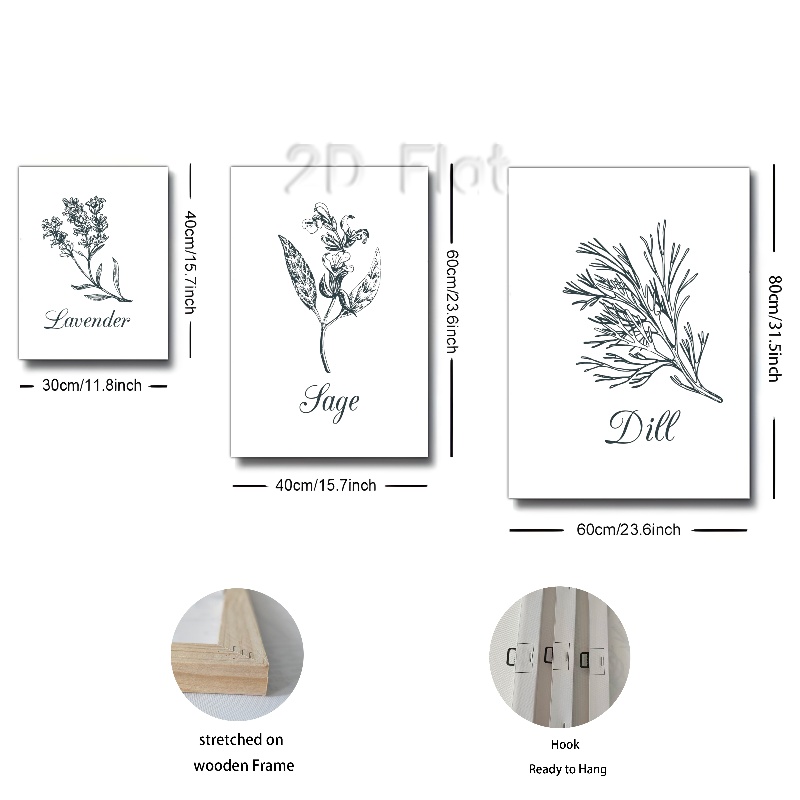 2D Flat
Lavender
40cm/15.7inch
30cm/11.8inch
Sage
60cm/23.6inch
40cm/15.7inch
Dill
80cm/31.5inch
60cm/23.6inch
stretched on
wooden Frame
Hook
Ready to Hang